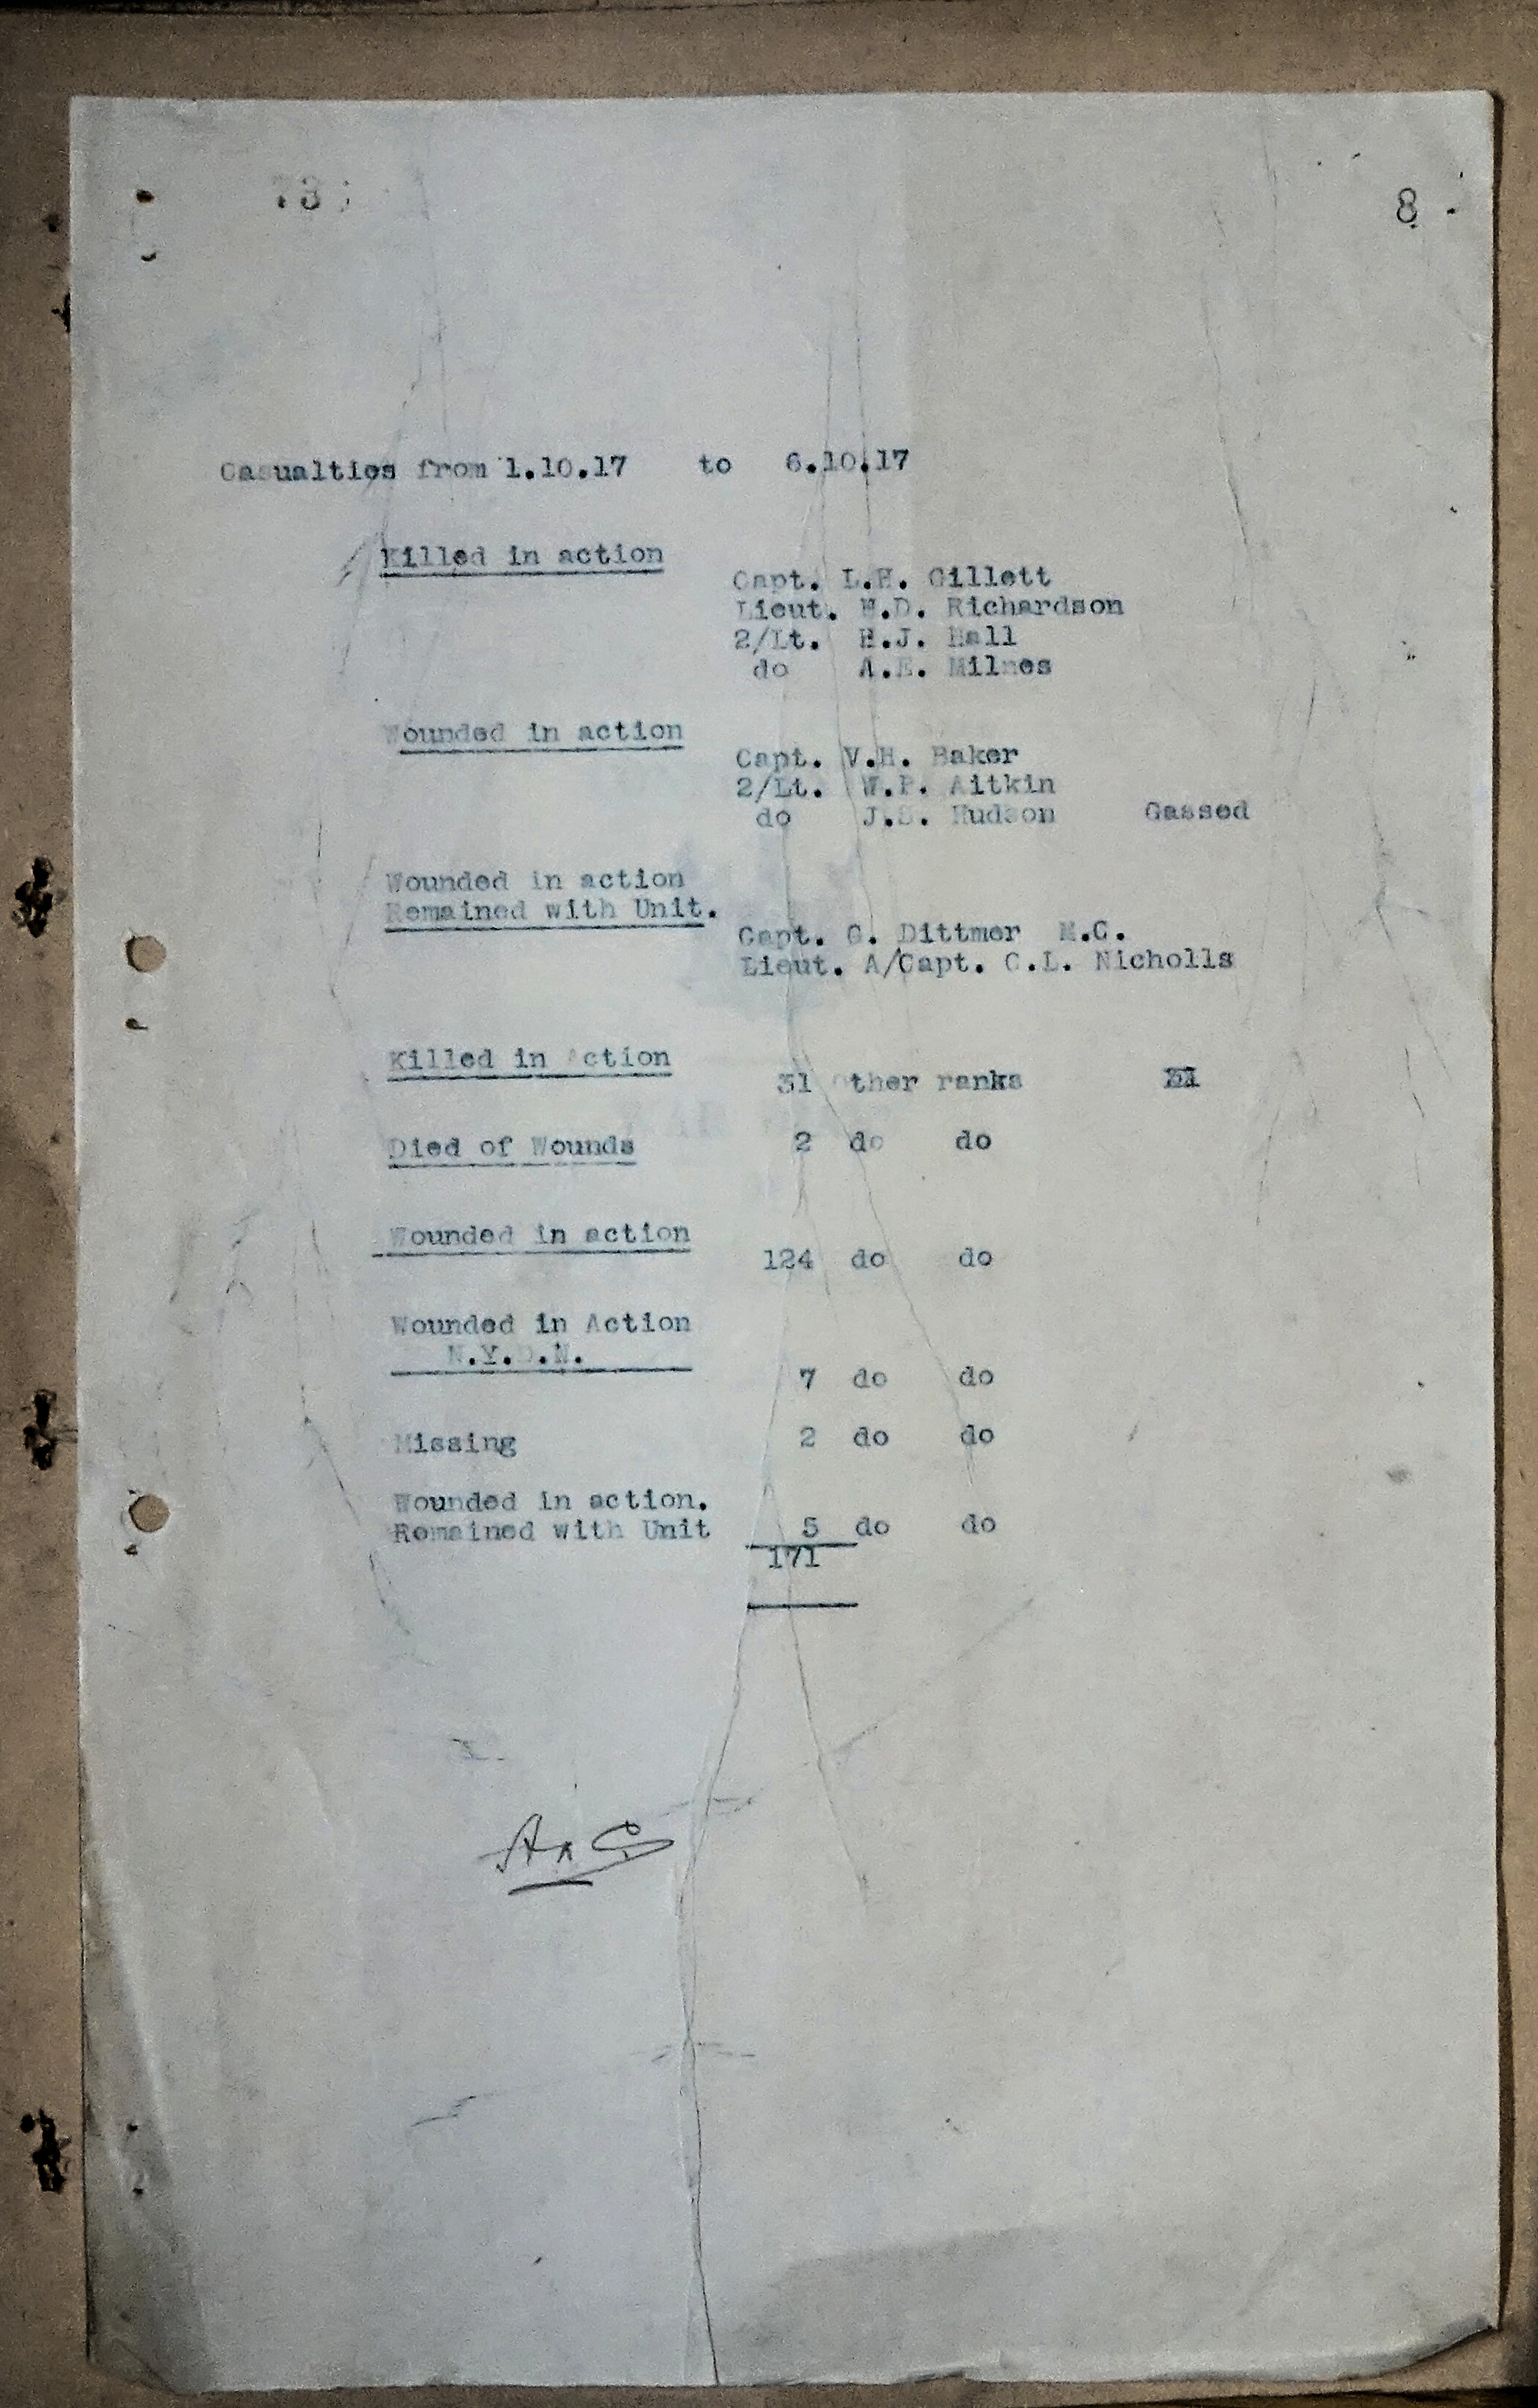 8.
Casualties from 1.10.17 to 6.10.17
Killed in action
Capt. L.H. Gillett
Lieut. W.D. Richardson
2/Lt. H.J. Hall
do A.E. Milnes
Wounded in action
Capt. V.H. Baker
2/Lt. W.P. Aitkin
do J.S. Hudson Gassed
Wounded in action
Remained with Unit.
Capt. G. Dittmer M.C.
Lieut. A/Capt. C.L. Nicholls
Killed in Action
31 Other ranks
Died of Wounds
2 do do
Wounded in action
124 do do
Wounded in Action
N.Y.D.N.
7 do do
Missing 2 do do
Wounded in action.
Remained with Unit 5 do do
171